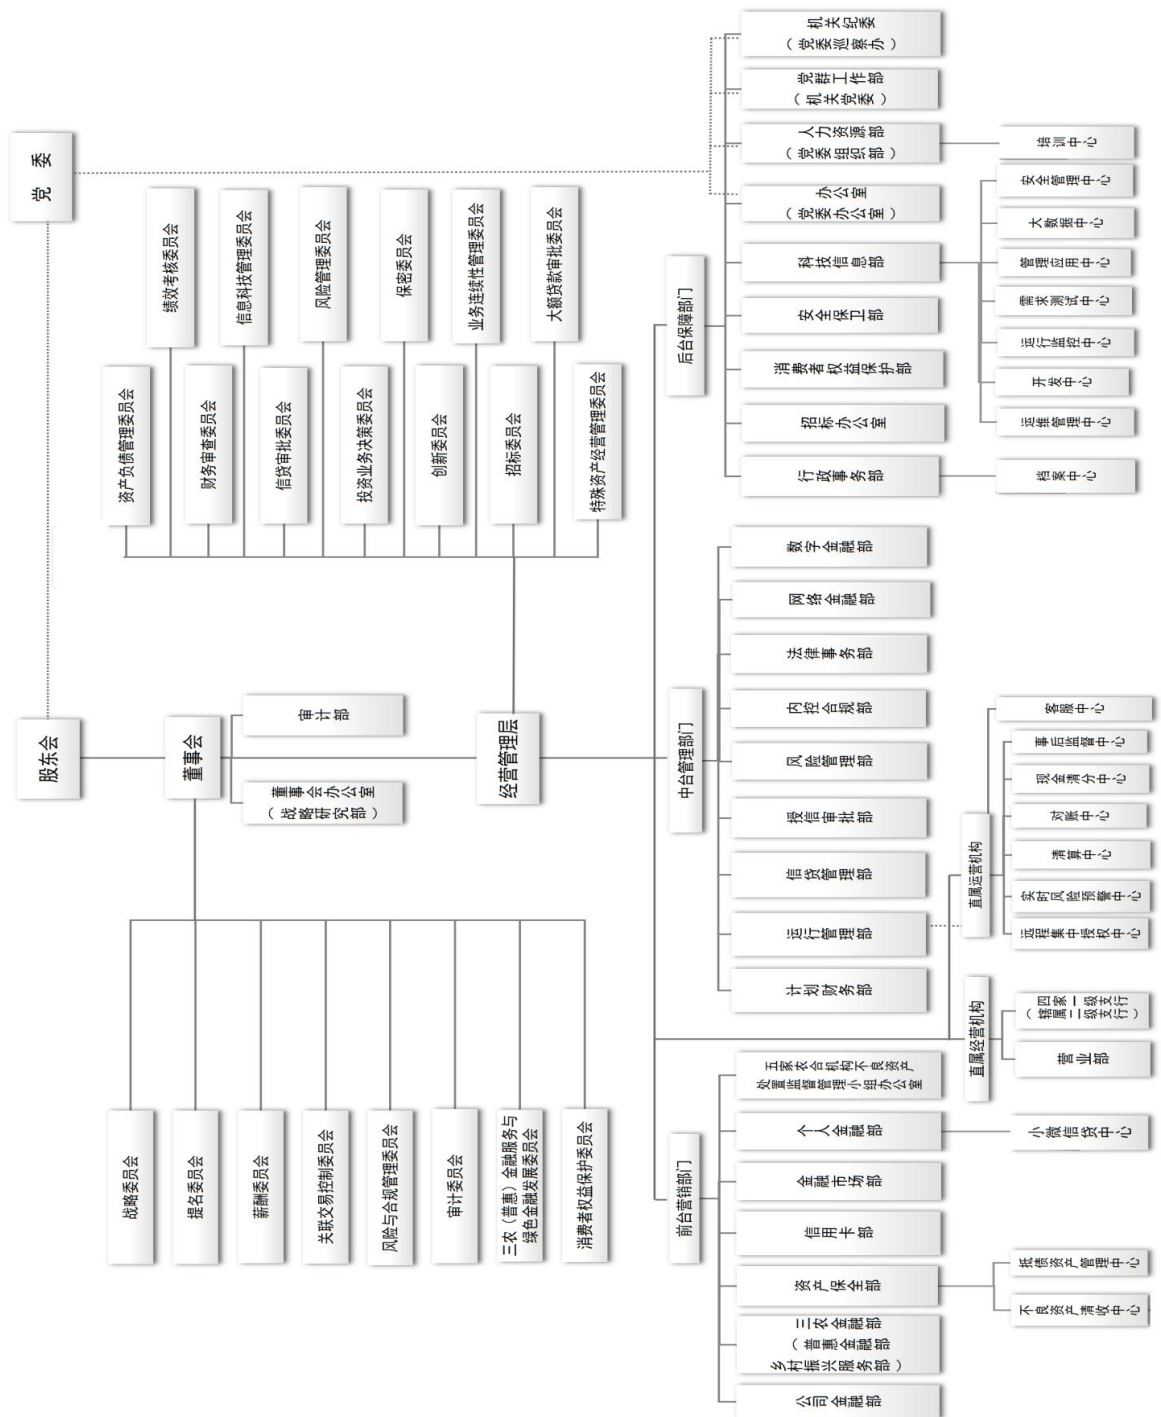 党 委
股东会
董事会
审计部
董事会办公室
（战略研究部）
经营管理层
战略委员会
提名委员会
薪酬委员会
关联交易控制委员会
风险与合规管理委员会
审计委员会
三农（普惠）金融服务与
绿色金融发展委员会
消费者权益保护委员会
资产负债管理委员会
绩效考核委员会
财务审查委员会
信息科技管理委员会
信贷审批委员会
风险管理委员会
投资业务决策委员会
保密委员会
创新委员会
业务连续性管理委员会
招标委员会
大额贷款审批委员会
特殊资产经营管理委员会
前台营销部门
中台管理部门
后台保障部门
公司金融部
三农金融部
（普惠金融部
乡村振兴服务部）
资产保全部
信用卡部
金融市场部
个人金融部
五家农合机构不良资产
处置监督管理小组办公室
计划财务部
运行管理部
信贷管理部
授信审批部
风险管理部
内控合规部
法律事务部
网络金融部
数字金融部
行政事务部
招标办公室
消费者权益保护部
安全保卫部
科技信息部
办公室
（党委办公室）
人力资源部
（党委组织部）
党群工作部
（机关党委）
机关纪委
（党委巡察办）
不良资产清收中心
抵债资产管理中心
小微信贷中心
直属经营机构
营业部
四家一级支行
（辖属二级支行）
直属运营机构
远程集中授权中心
实时风险预警中心
清算中心
对账中心
现金清分中心
事后监督中心
客服中心
档案中心
运维管理中心
开发中心
运行监控中心
需求测试中心
管理应用中心
大数据中心
安全管理中心
培训中心